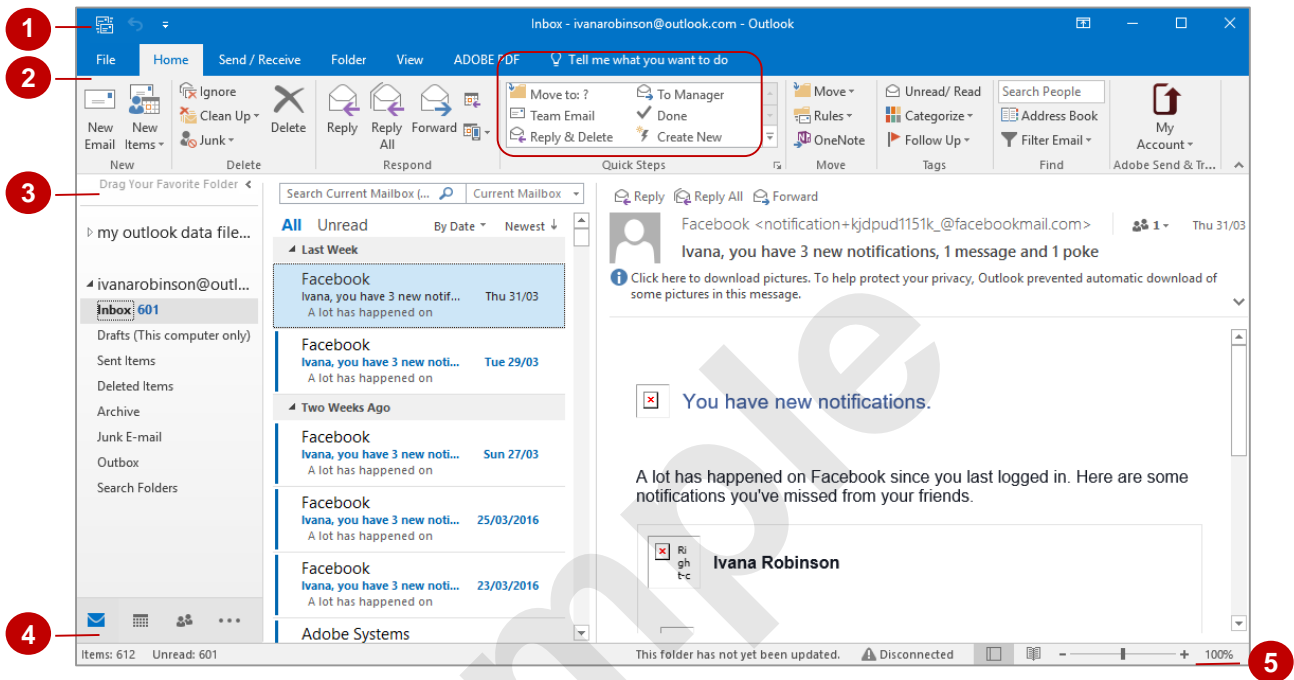 1
Inbox - ivanarobinson@outlook.com - Outlook
File Home Send / Receive Folder View ADOBE PDF Tell me what you want to do
2
New Email
New Items
New
Ignore
Clean Up
Junk
Delete
Delete
Reply
Reply All
Forward
Respond
Move to: ?
Team Email
Reply & Delete
To Manager
Done
Create New
Quick Steps
Move
Rules
OneNote
Move
Unread/ Read
Categorize
Follow Up
Tags
Search People
Address Book
Filter Email
Find
My Account
Adobe Send & Tr...
3
Drag Your Favorite Folder
my outlook data file...
ivanarobinson@outl...
Inbox 601
Drafts (This computer only)
Sent Items
Deleted Items
Archive
Junk E-mail
Outbox
Search Folders
Search Current Mailbox (... Current Mailbox
All Unread By Date Newest ↓
Last Week
Facebook
Ivana, you have 3 new notif... Thu 31/03
A lot has happened on
Facebook
Ivana, you have 3 new noti... Tue 29/03
A lot has happened on
Two Weeks Ago
Facebook
Ivana, you have 3 new noti... Sun 27/03
A lot has happened on
Facebook
Ivana, you have 3 new noti... 25/03/2016
A lot has happened on
Facebook
Ivana, you have 3 new noti... 23/03/2016
A lot has happened on
Adobe Systems
Reply Reply All Forward
Facebook <notification+kjdpud1151k_@facebookmail.com> 1 Thu 31/03
Ivana, you have 3 new notifications, 1 message and 1 poke
Click here to download pictures. To help protect your privacy, Outlook prevented automatic download of
some pictures in this message.
You have new notifications.
A lot has happened on Facebook since you last logged in. Here are some
notifications you've missed from your friends.
Ri
gh
t-c
Ivana Robinson
4
Items: 612 Unread: 601 This folder has not yet been updated. Disconnected - + 100%
5